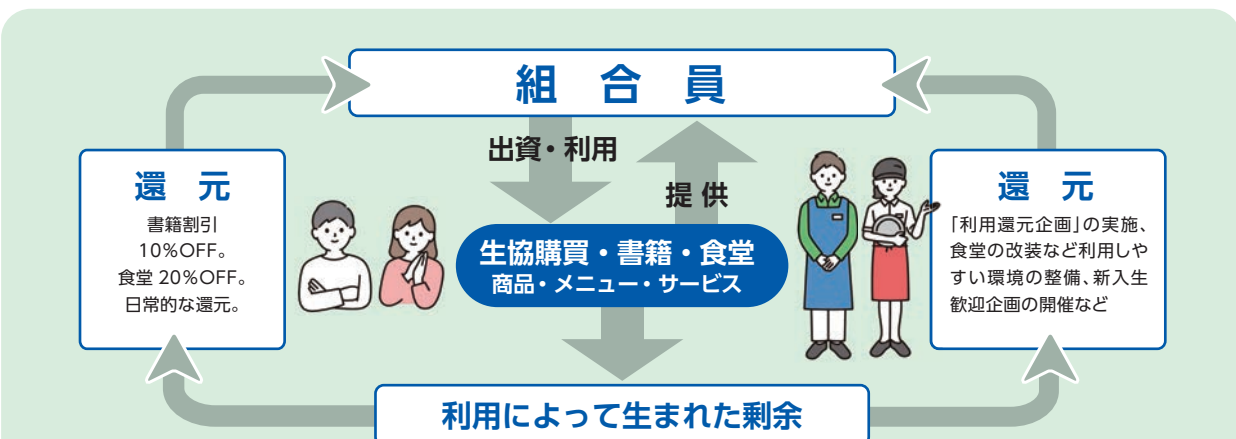 組合員
出資・利用
提供
還元
書籍割引
10%OFF。
食堂 20%OFF。
日常的な還元。
生協購買・書籍・食堂
商品・メニュー・サービス
還元
「利用還元企画」の実施、
食堂の改装など利用しや
すい環境の整備、新入生
歓迎企画の開催など
利用によって生まれた剰余